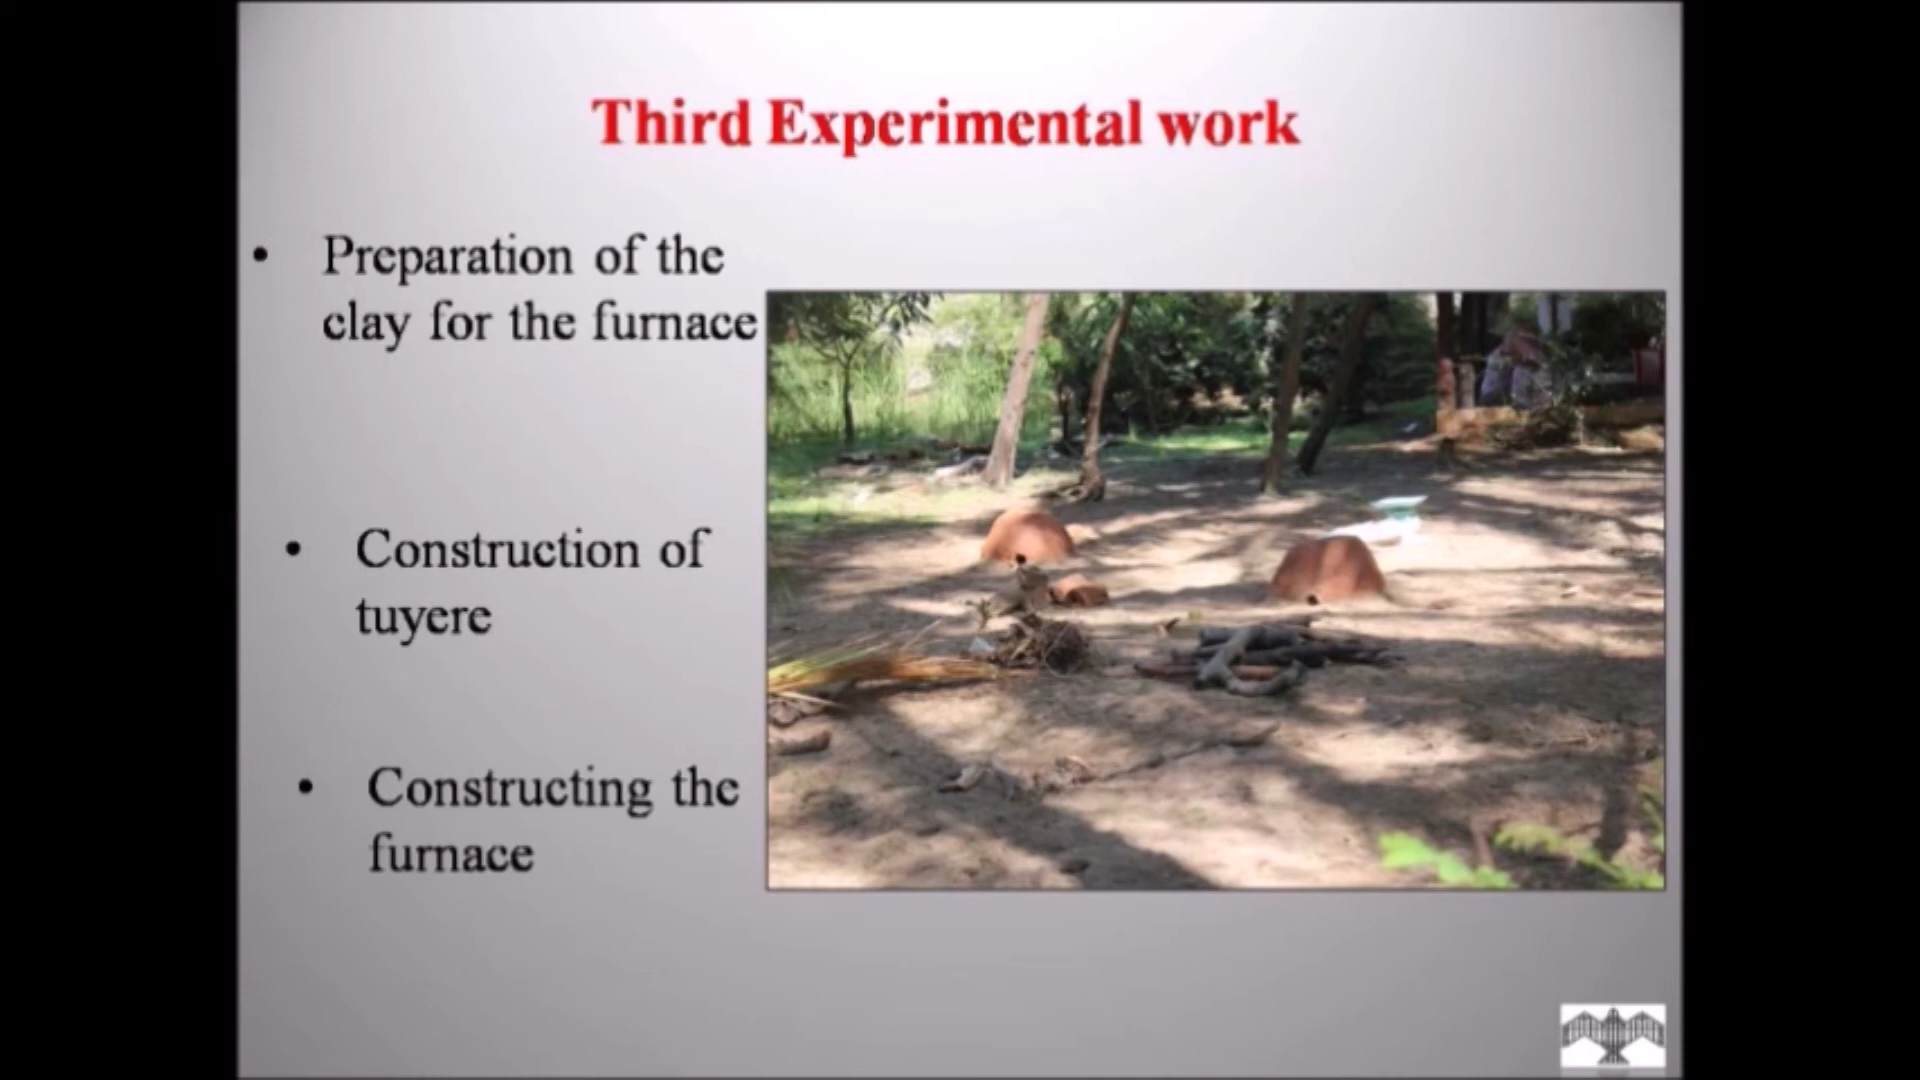 Third Experimental work
• Preparation of the
clay for the furnace
• Construction of
tuyere
• Constructing the
furnace